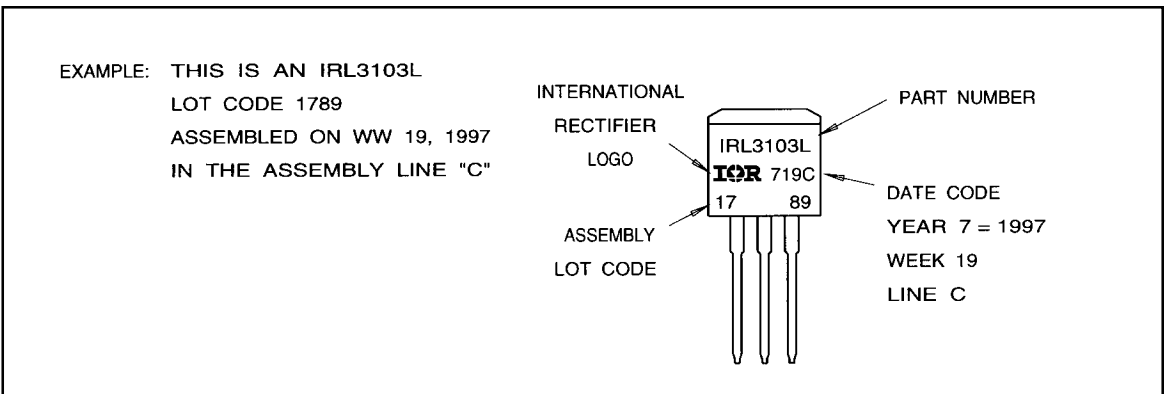 EXAMPLE: THIS IS AN IRL3103L
LOT CODE 1789
ASSEMBLED ON WW 19, 1997
IN THE ASSEMBLY LINE "C"
INTERNATIONAL
RECTIFIER
LOGO
ASSEMBLY
LOT CODE
IRL3103L
IOR 719C
17 89
PART NUMBER
DATE CODE
YEAR 7 = 1997
WEEK 19
LINE C